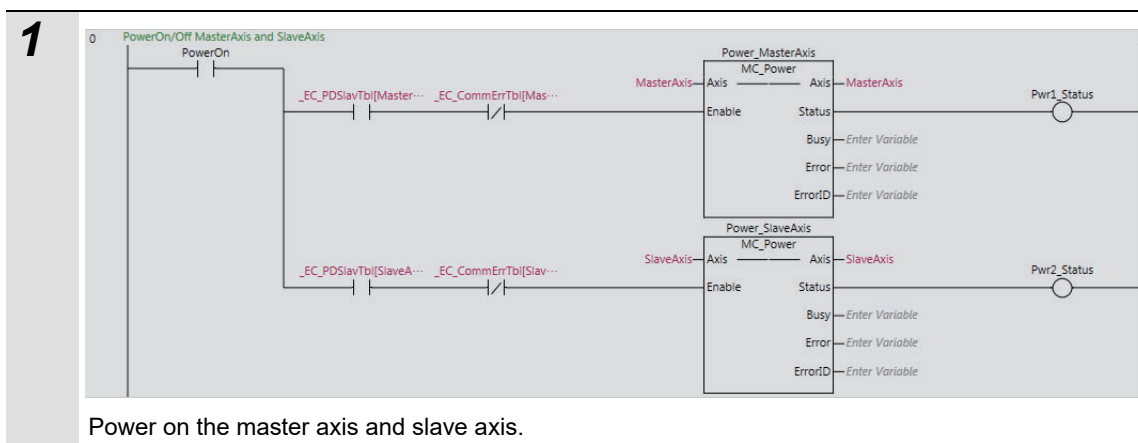 1
0 PowerOn/Off MasterAxis and SlaveAxis
PowerOn
Power_MasterAxis
MC_Power
MasterAxis Axis Axis MasterAxis
_EC_PDSlavTbl[Master··· _EC_CommErrTbl[Mas···
Enable Status Pwr1_Status
Busy Enter Variable
Error Enter Variable
ErrorID Enter Variable
Power_SlaveAxis
MC_Power
SlaveAxis Axis Axis SlaveAxis
_EC_PDSlavTbl[SlaveA··· _EC_CommErrTbl[Slav···
Enable Status Pwr2_Status
Busy Enter Variable
Error Enter Variable
ErrorID Enter Variable
Power on the master axis and slave axis.